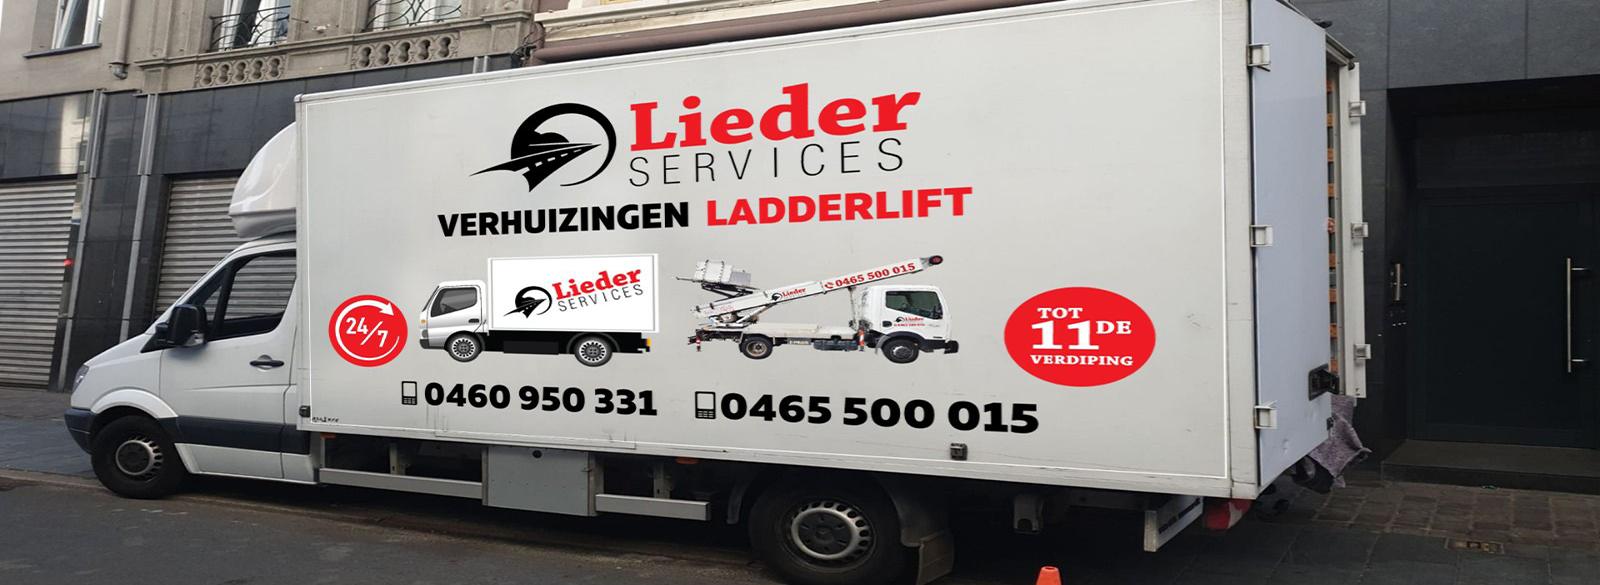 Lieder
SERVICES
VERHUIZINGEN LADDERLIFT
24/7
Lieder
SERVICES
Lieder
0465 500 015
Lieder
TOT
11DE
VERDIPING
0460 950 331
0465 500 015